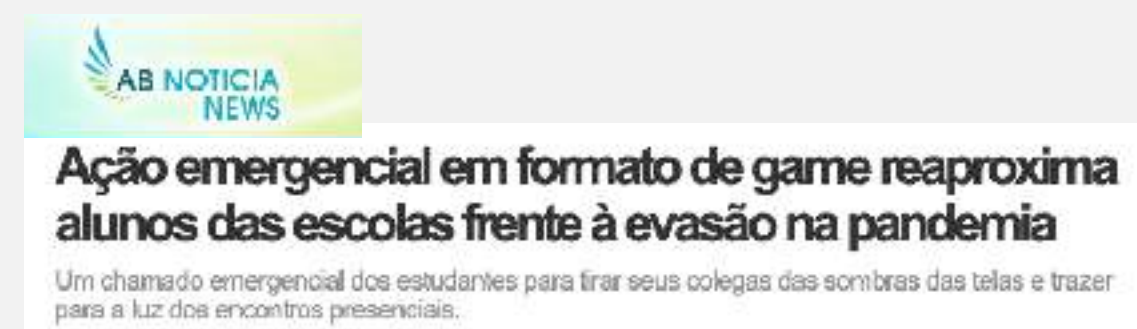 AB NOTICIA
NEWS
Ação emergencial em formato de game reaproxima
alunos das escolas frente à evasão na pandemia
Um chamado emergencial dos estudantes para tirar seus colegas das sombras das telas e trazer
para a luz dos encontros presenciais.